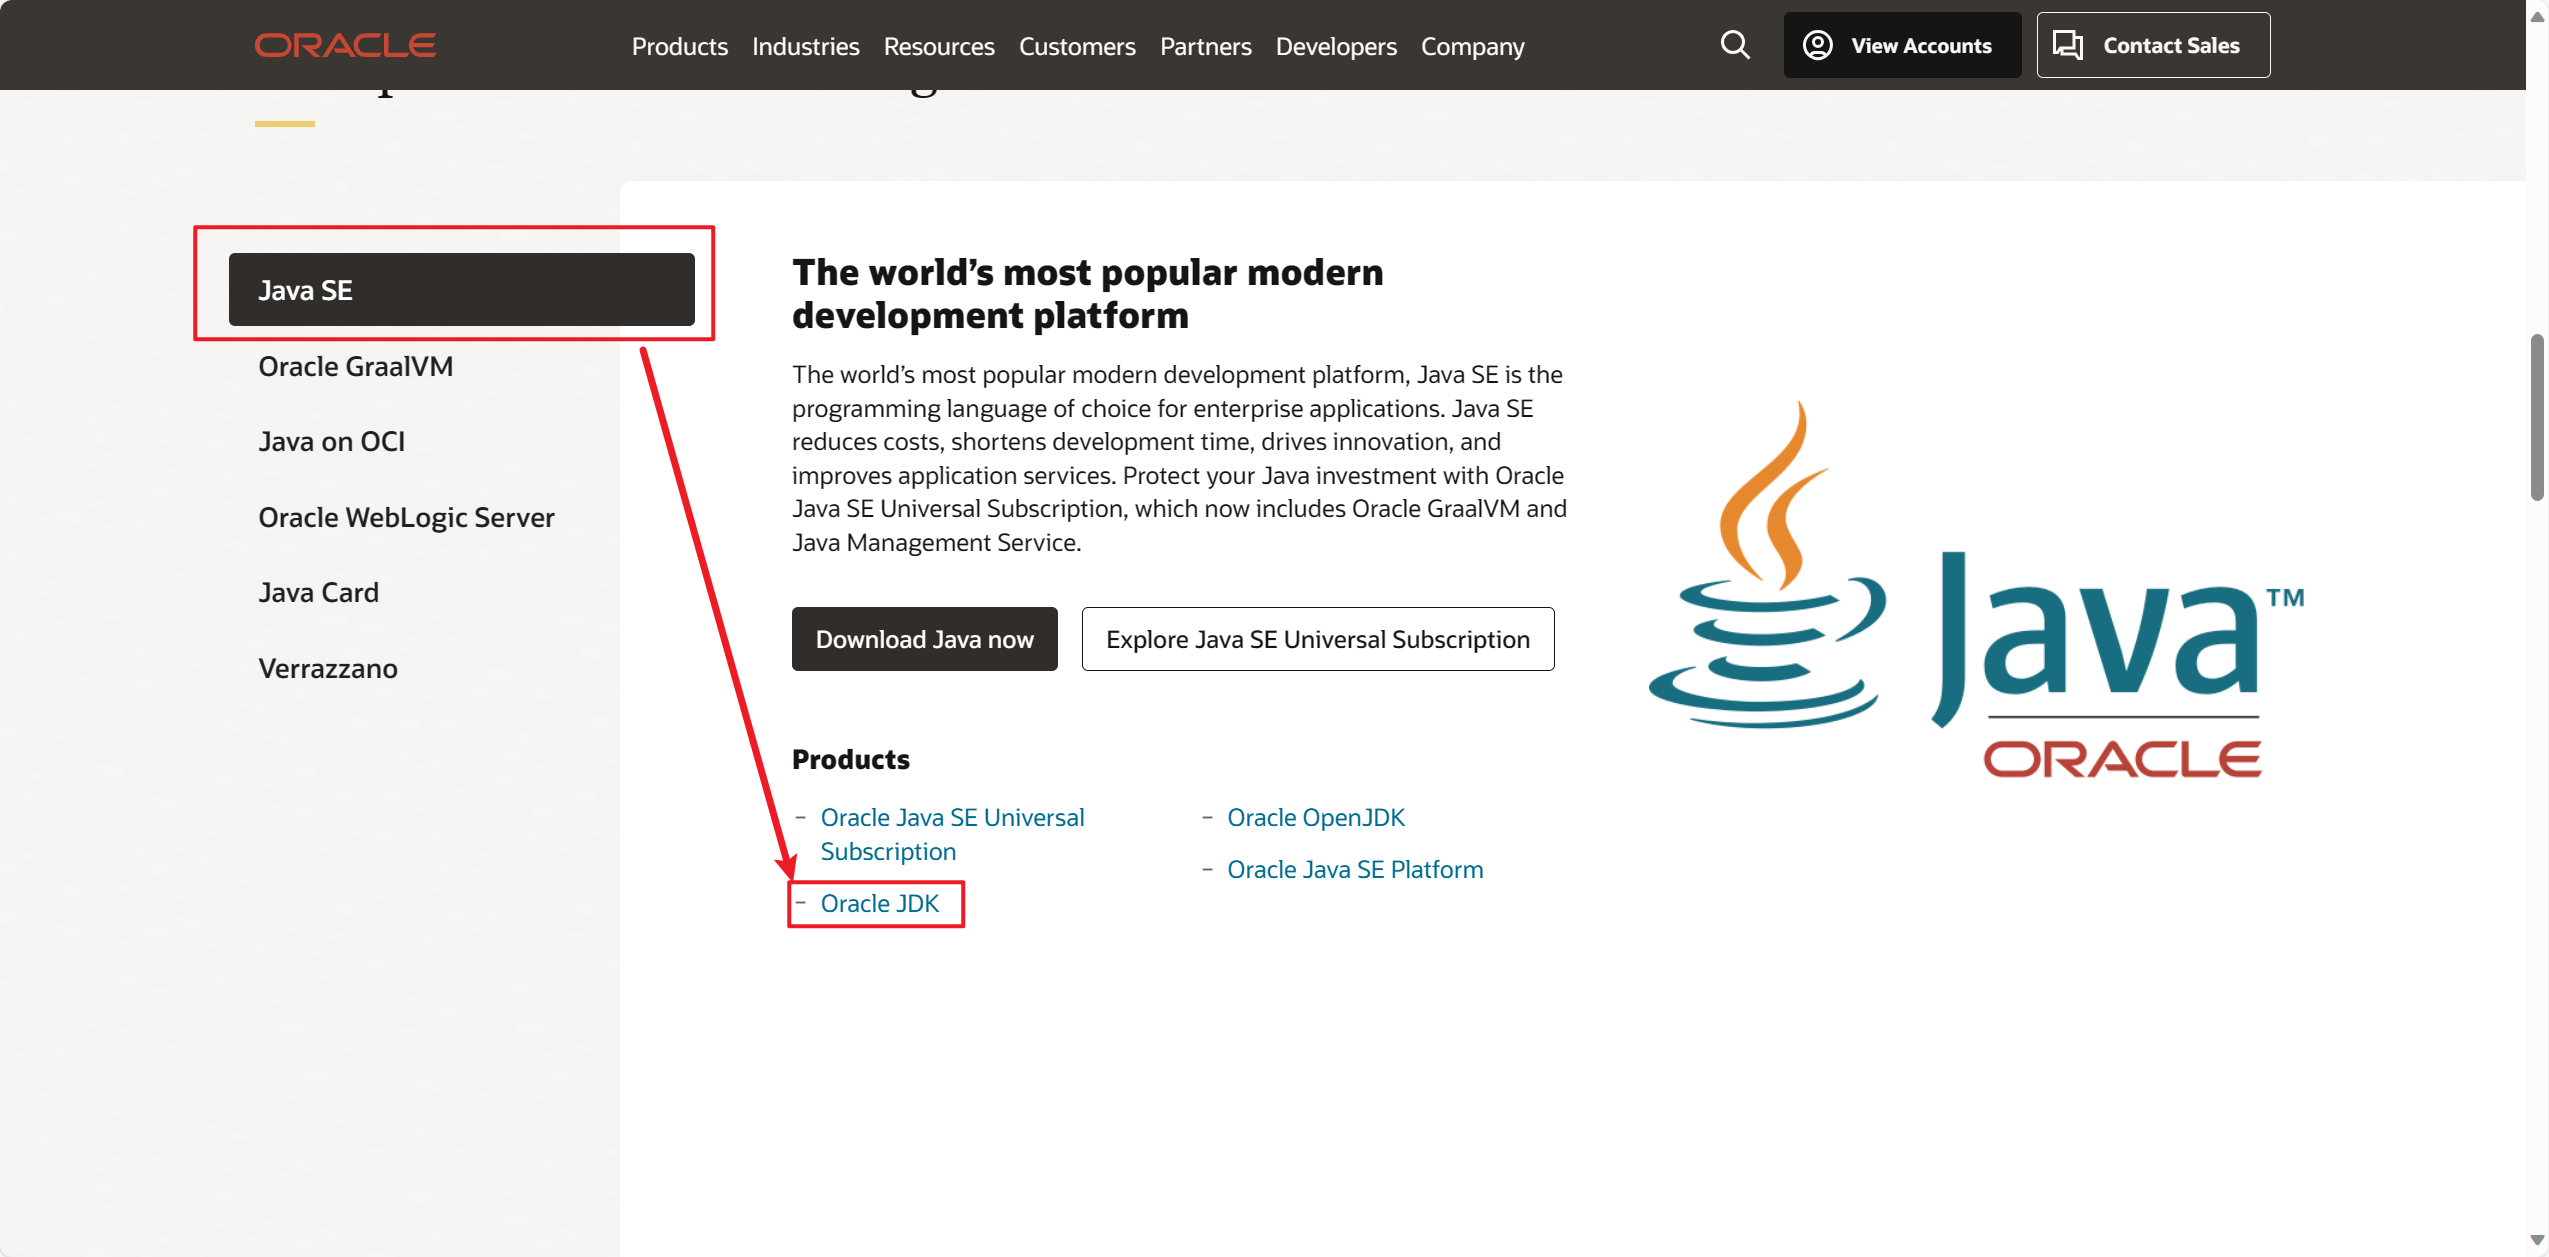 ORACLE
Products Industries Resources Customers Partners Developers Company
View Accounts
Contact Sales
Java SE
Oracle GraalVM
Java on OCI
Oracle WebLogic Server
Java Card
Verrazzano
The world’s most popular modern
development platform
The world’s most popular modern development platform, Java SE is the
programming language of choice for enterprise applications. Java SE
reduces costs, shortens development time, drives innovation, and
improves application services. Protect your Java investment with Oracle
Java SE Universal Subscription, which now includes Oracle GraalVM and
Java Management Service.
Download Java now
Explore Java SE Universal Subscription
Products
– Oracle Java SE Universal
Subscription
– Oracle JDK
– Oracle OpenJDK
– Oracle Java SE Platform
Java™
ORACLE